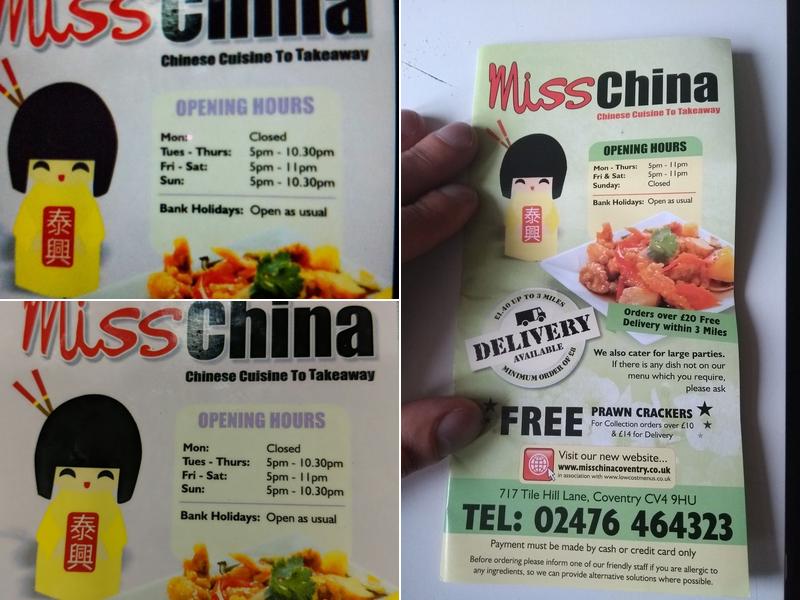 Miss China
Chinese Cuisine To Takeaway
OPENING HOURS
Mon: Closed
Tues - Thurs: 5pm - 10.30pm
Fri - Sat: 5pm - 11pm
Sun: 5pm - 10.30pm
Bank Holidays: Open as usual
泰興
Miss China
Chinese Cuisine To Takeaway
OPENING HOURS
Mon: Closed
Tues - Thurs: 5pm - 10.30pm
Fri - Sat: 5pm - 11pm
Sun: 5pm - 10.30pm
Bank Holidays: Open as usual
泰興
Miss China
Chinese Cuisine To Takeaway
OPENING HOURS
Mon - Thurs: 5pm - 11pm
Fri & Sat: 5pm - 11pm
Sunday: Closed
Bank Holidays: Open as usual
泰興
£1.40 UP TO 3 MILES
DELIVERY
AVAILABLE
MINIMUM ORDER OF £8
Orders over £20 Free
Delivery within 3 Miles
We also cater for large parties.
If there is any dish not on our
menu which you require,
please ask
FREE PRAWN CRACKERS
For Collection orders over £10
& £14 for Delivery
Visit our new website...
www.misschinacoventry.co.uk
in association with www.lowcostmenus.co.uk
717 Tile Hill Lane, Coventry CV4 9HU
TEL: 02476 464323
Payment must be made by cash or credit card only
Before ordering please inform one of our friendly staff if you are allergic to
any ingredients, so we can provide alternative solutions where possible.